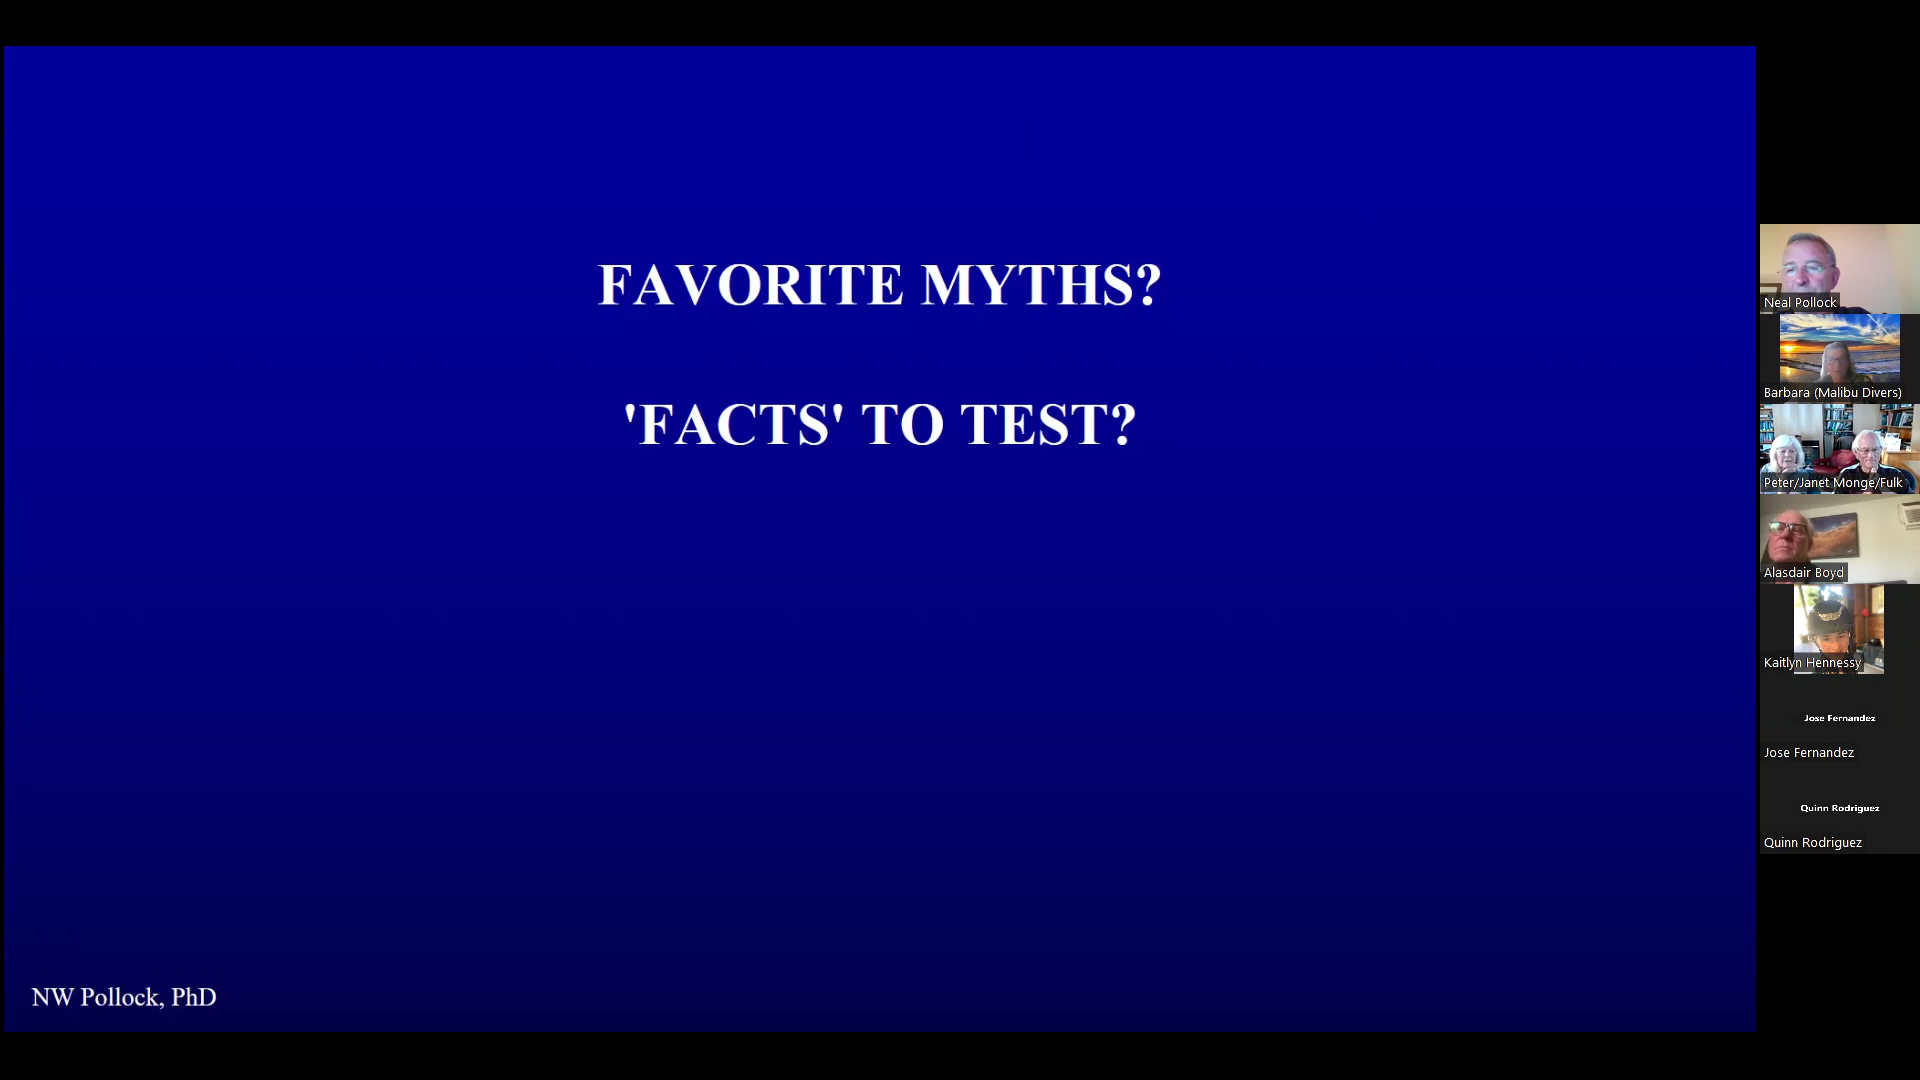 FAVORITE MYTHS?
'FACTS' TO TEST?
NW Pollock, PhD
Neal Pollock
Barbara (Malibu Divers)
Peter/Janet Monge/Fulk
Alasdair Boyd
Kaitlyn Hennessy
Jose Fernandez
Jose Fernandez
Quinn Rodriguez
Quinn Rodriguez